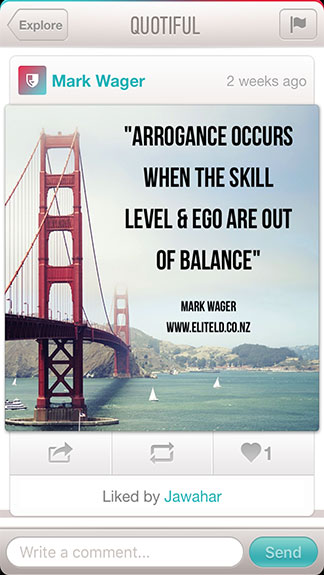 Explore
QUOTIFUL
Mark Wager
2 weeks ago
"ARROGANCE OCCURS
WHEN THE SKILL
LEVEL & EGO ARE OUT
OF BALANCE"
MARK WAGER
WWW.ELITELD.CO.NZ
1
Liked by Jawahar
Write a comment...
Send